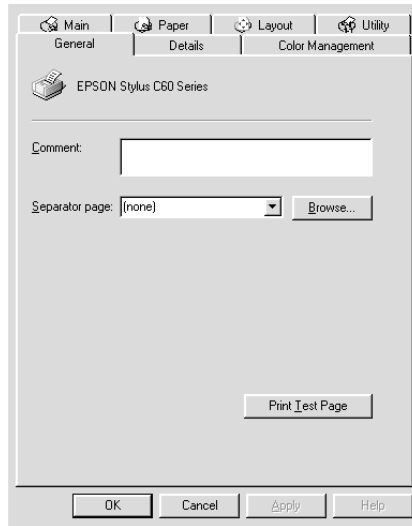 Main Paper Layout Utility
General Details Color Management
EPSON Stylus C60 Series
Comment:
Separator page: (none) Browse...
Print Test Page
OK Cancel Apply Help